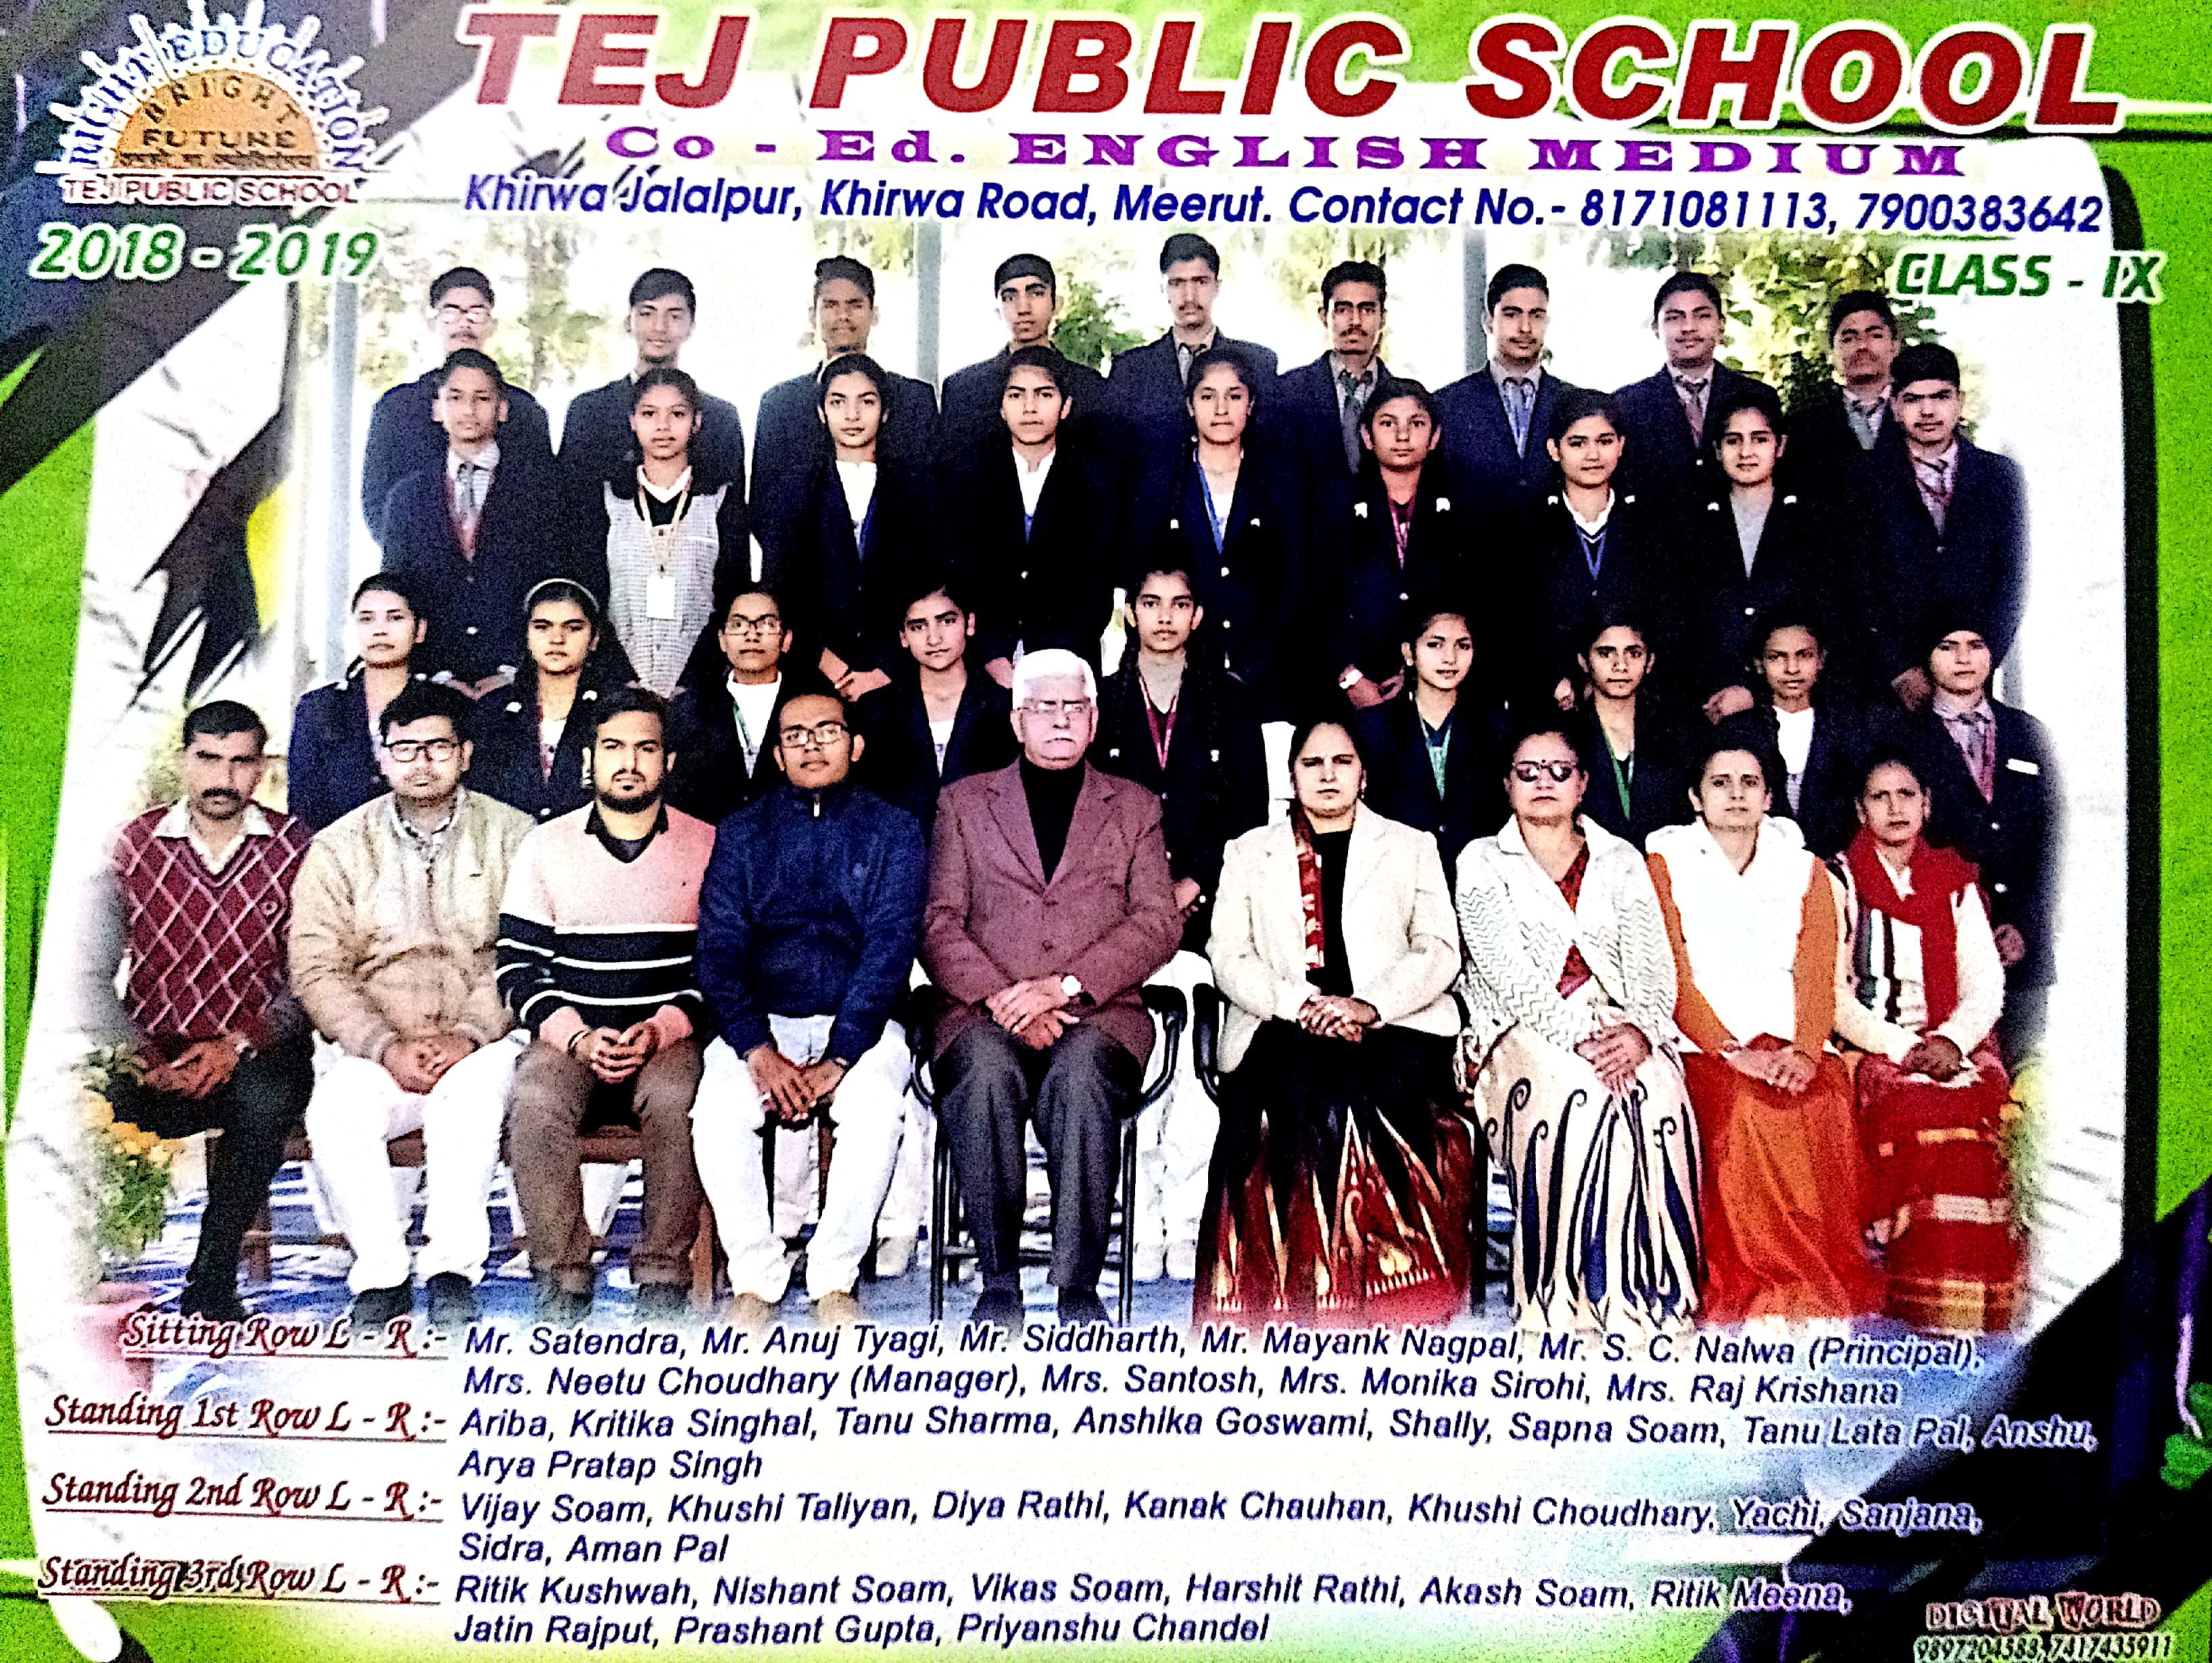 RIGHT EDUCATION
BRIGHT
FUTURE
TEJ PUBLIC SCHOOL
TEJ PUBLIC SCHOOL
Co - Ed. ENGLISH MEDIUM
Khirwa Jalalpur, Khirwa Road, Meerut. Contact No.- 8171081113, 7900383642
2018 - 2019
CLASS - IX
Sitting Row L - R :- Mr. Satendra, Mr. Anuj Tyagi, Mr. Siddharth, Mr. Mayank Nagpal, Mr. S. C. Nalwa (Principal),
Mrs. Neetu Choudhary (Manager), Mrs. Santosh, Mrs. Monika Sirohi, Mrs. Raj Krishana
Standing 1st Row L - R :- Ariba, Kritika Singhal, Tanu Sharma, Anshika Goswami, Shally, Sapna Soam, Tanu Lata Pal, Anshu,
Arya Pratap Singh
Standing 2nd Row L - R :- Vijay Soam, Khushi Taliyan, Diya Rathi, Kanak Chauhan, Khushi Choudhary, Yachi, Sanjana,
Sidra, Aman Pal
Standing 3rd Row L - R :- Ritik Kushwah, Nishant Soam, Vikas Soam, Harshit Rathi, Akash Soam, Ritik Meena,
Jatin Rajput, Prashant Gupta, Priyanshu Chandel
DIGITAL WORLD
9897204388, 7417435911